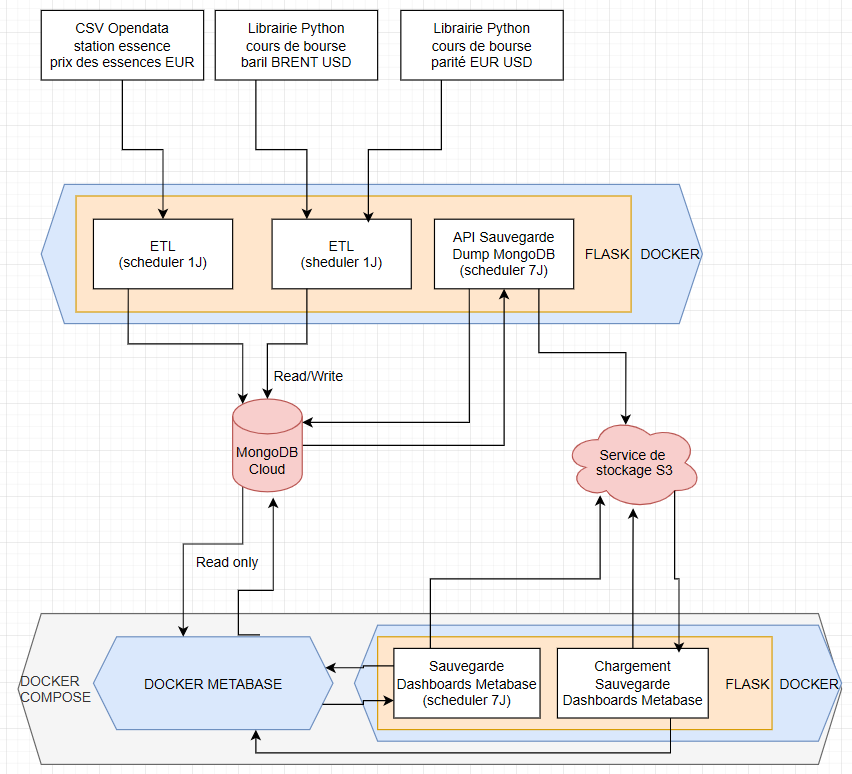 CSV Opendata
station essence
prix des essences EUR
Librairie Python
cours de bourse
baril BRENT USD
Librairie Python
cours de bourse
parité EUR USD
ETL
(scheduler 1J)
ETL
(sheduler 1J)
API Sauvegarde
Dump MongoDB
(scheduler 7J)
FLASK
DOCKER
Read/Write
MongoDB
Cloud
Service de
stockage S3
Read only
DOCKER
COMPOSE
DOCKER METABASE
Sauvegarde
Dashboards Metabase
(scheduler 7J)
Chargement
Sauvegarde
Dashboards Metabase
FLASK
DOCKER